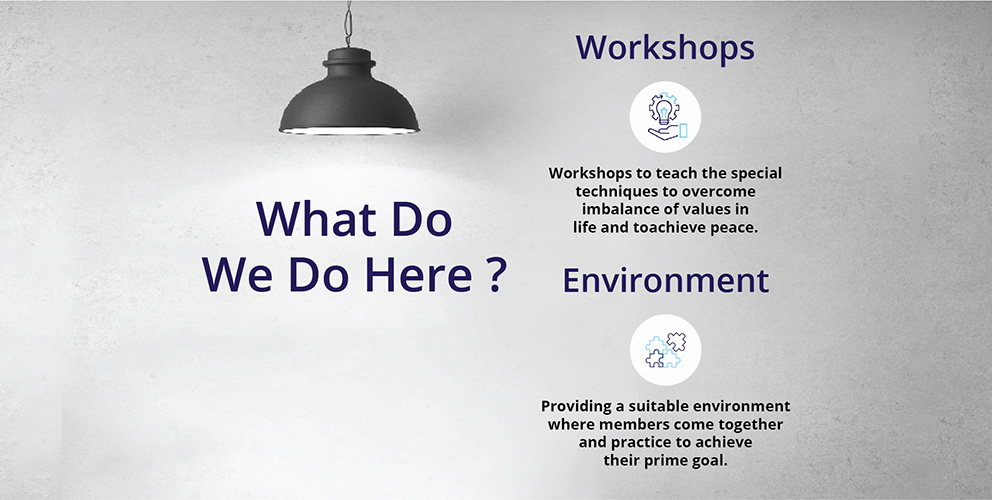 What Do
We Do Here ?
Workshops
Workshops to teach the special
techniques to overcome
imbalance of values in
life and toachieve peace.
Environment
Providing a suitable environment
where members come together
and practice to achieve
their prime goal.